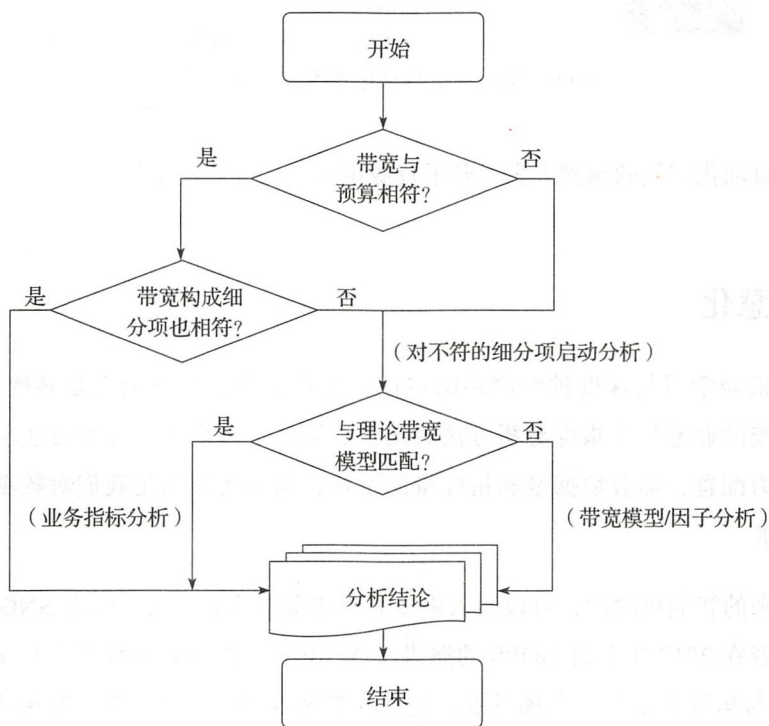 开始
是
带宽与
预算相符？
否
是
带宽构成细
分项也相符？
否
（对不符的细分项启动分析）
是
与理论带宽
模型匹配？
否
（业务指标分析）
（带宽模型/因子分析）
分析结论
结束